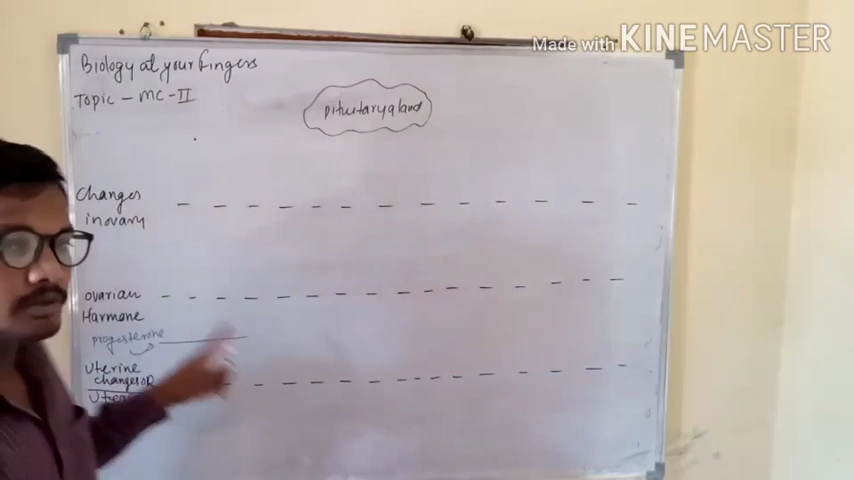 Made with KINEMASTER
Biology at your fingers
Topic - MC - II
pitutary gland
Changes
in ovary
ovarian
Harmone
progesterone
Uterine
changes OR